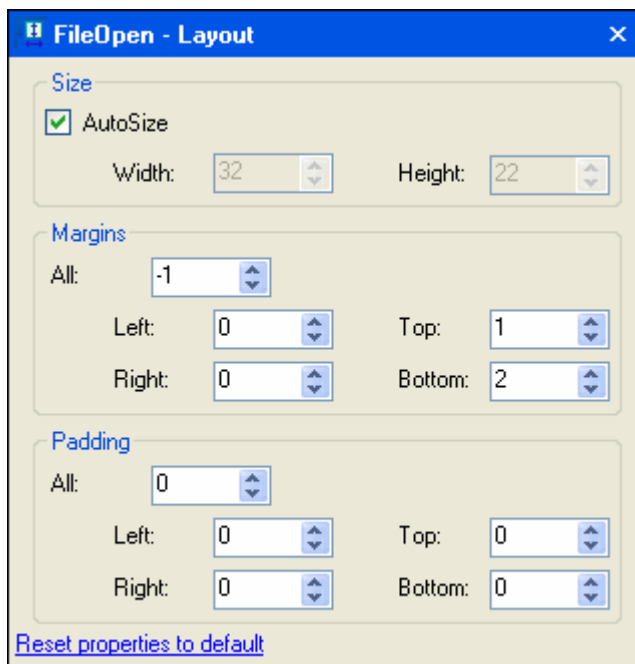 FileOpen - Layout
Size
AutoSize
Width: 32 Height: 22
Margins
All: -1
Left: 0 Top: 1
Right: 0 Bottom: 2
Padding
All: 0
Left: 0 Top: 0
Right: 0 Bottom: 0
Reset properties to default